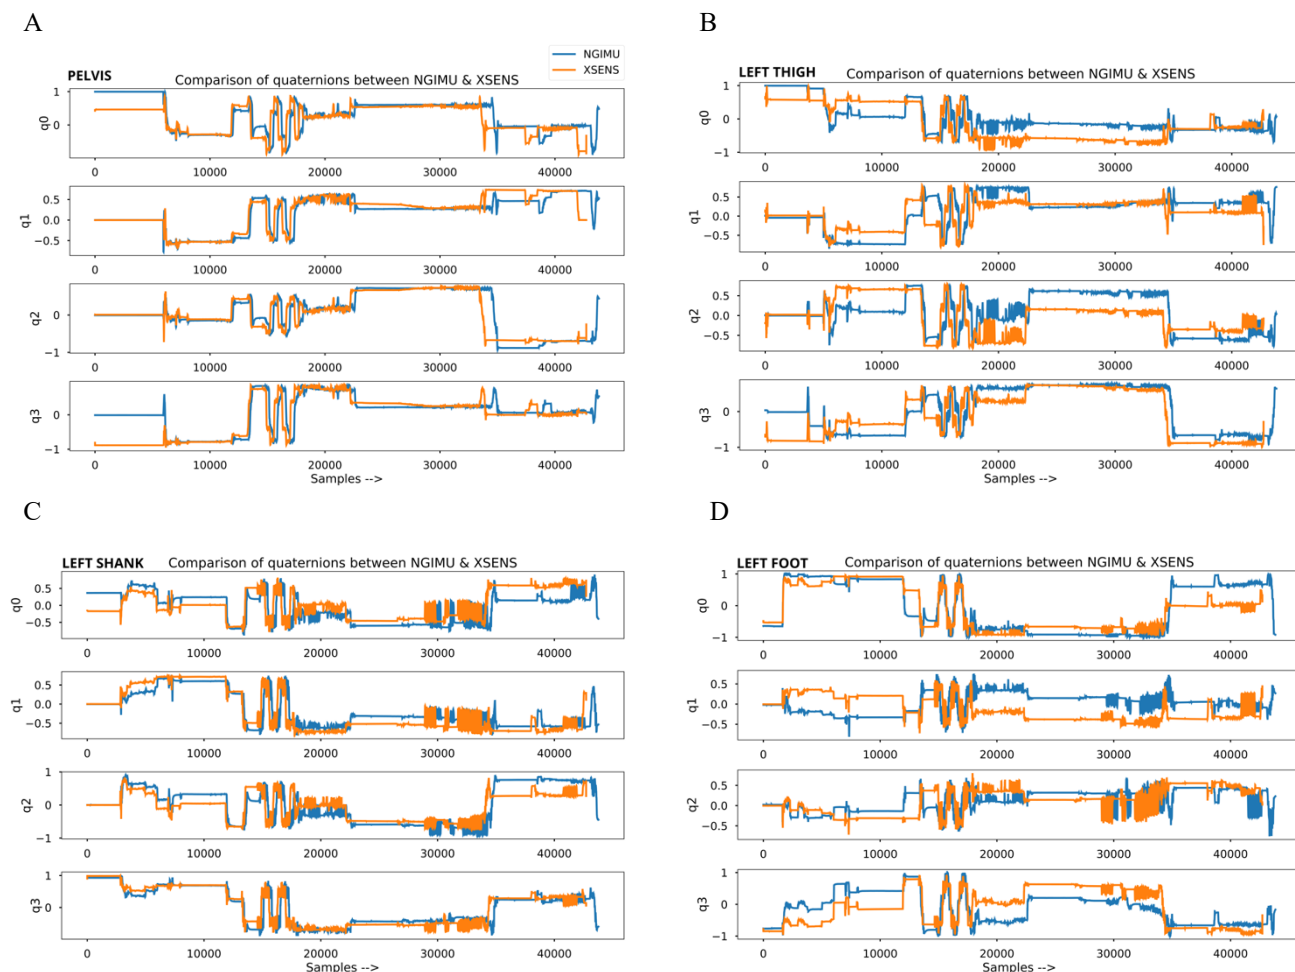 A
NGIMU
XSENS
PELVIS Comparison of quaternions between NGIMU & XSENS
1
0
q0
0 10000 20000 30000 40000
0.5
0.0
−0.5
q1
0 10000 20000 30000 40000
0
−1
q2
0 10000 20000 30000 40000
1
0
−1
q3
0 10000 20000 30000 40000
Samples -->
B
LEFT THIGH Comparison of quaternions between NGIMU & XSENS
1
0
−1
q0
0 10000 20000 30000 40000
0.5
0.0
−0.5
q1
0 10000 20000 30000 40000
0.5
0.0
−0.5
q2
0 10000 20000 30000 40000
0
−1
q3
0 10000 20000 30000 40000
Samples -->
C
LEFT SHANK Comparison of quaternions between NGIMU & XSENS
0.5
0.0
−0.5
q0
0 10000 20000 30000 40000
0.5
0.0
−0.5
q1
0 10000 20000 30000 40000
1
0
−1
q2
0 10000 20000 30000 40000
0
q3
0 10000 20000 30000 40000
Samples -->
D
LEFT FOOT Comparison of quaternions between NGIMU & XSENS
1
0
−1
q0
0 10000 20000 30000 40000
0.5
0.0
−0.5
q1
0 10000 20000 30000 40000
0.5
0.0
−0.5
q2
0 10000 20000 30000 40000
1
0
−1
q3
0 10000 20000 30000 40000
Samples -->